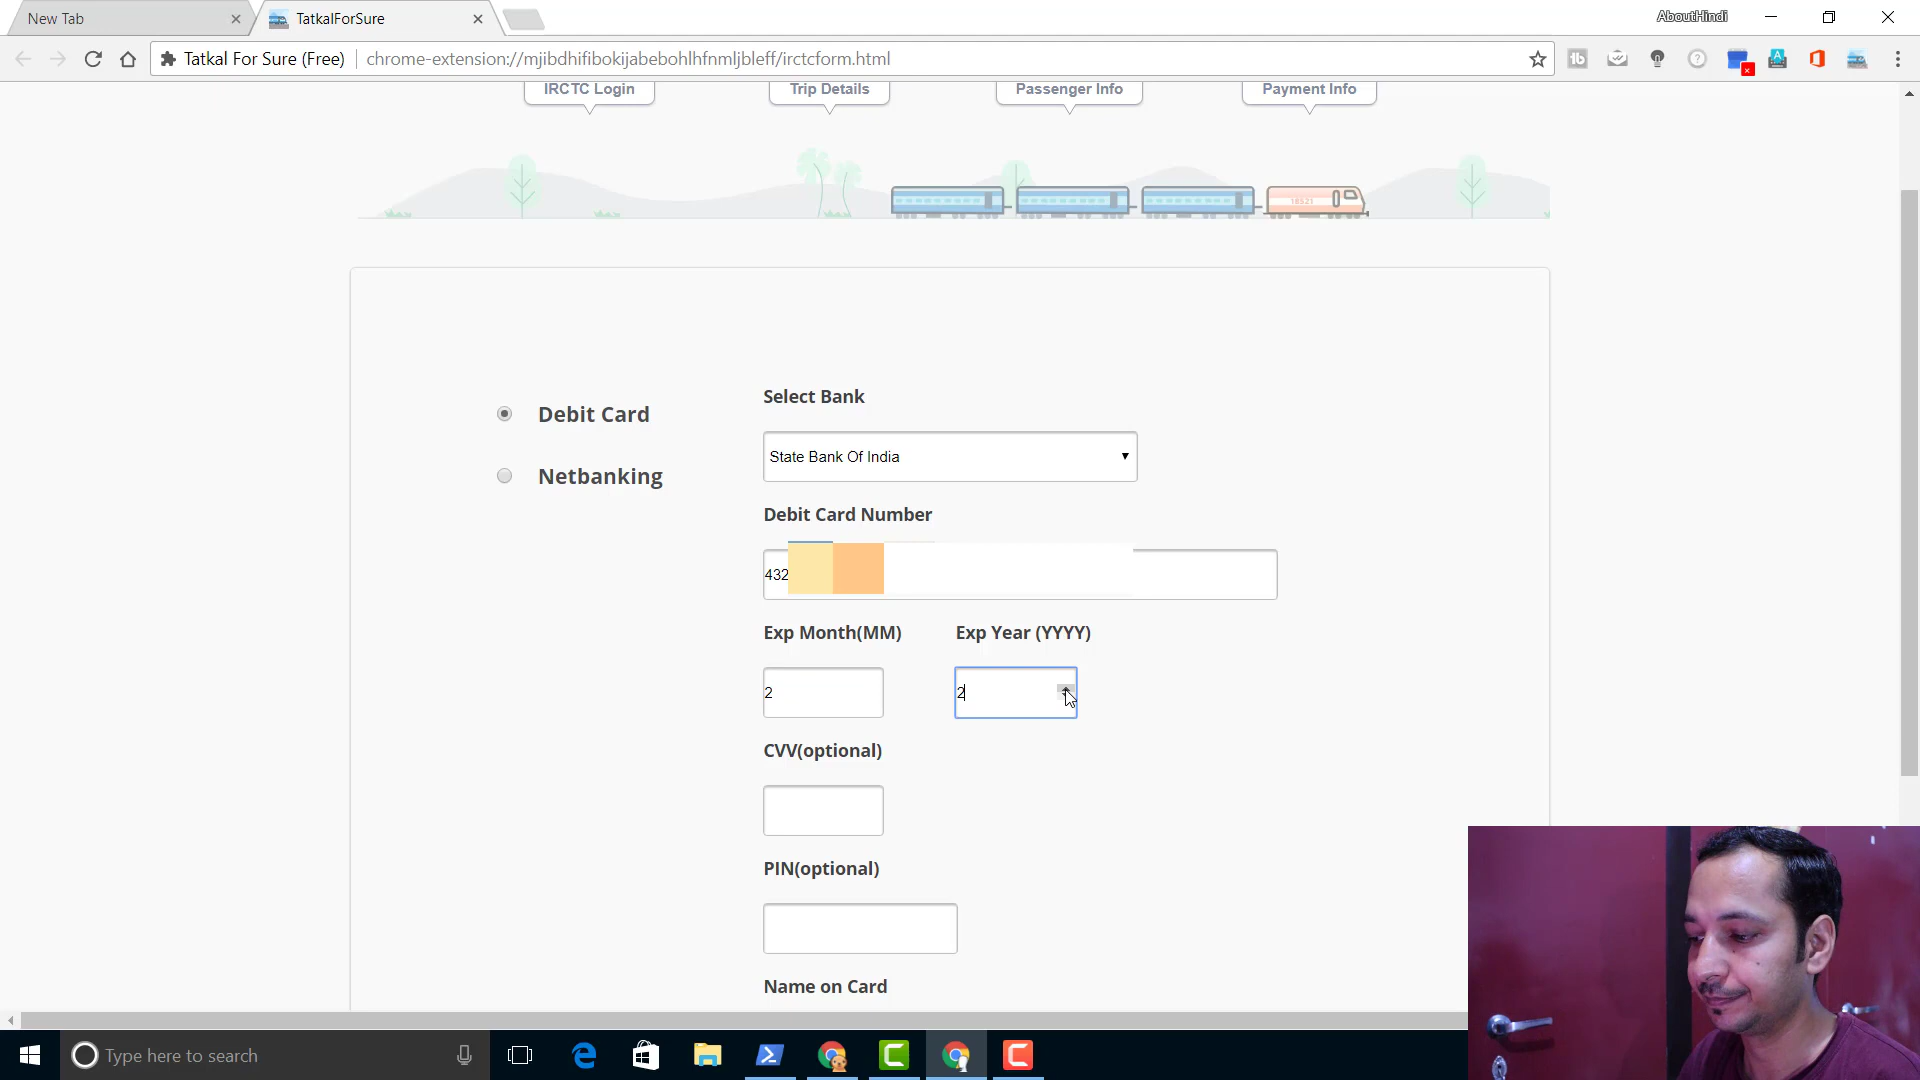 New Tab
TatkalForSure
AboutHindi
Tatkal For Sure (Free)
chrome-extension://mjibdhifibokijabebohlhfnmljbleff/irctcform.html
IRCTC Login
Trip Details
Passenger Info
Payment Info
18521
Debit Card
Netbanking
Select Bank
State Bank Of India
Debit Card Number
432
Exp Month(MM)
Exp Year (YYYY)
2
2
CVV(optional)
PIN(optional)
Name on Card
Type here to search